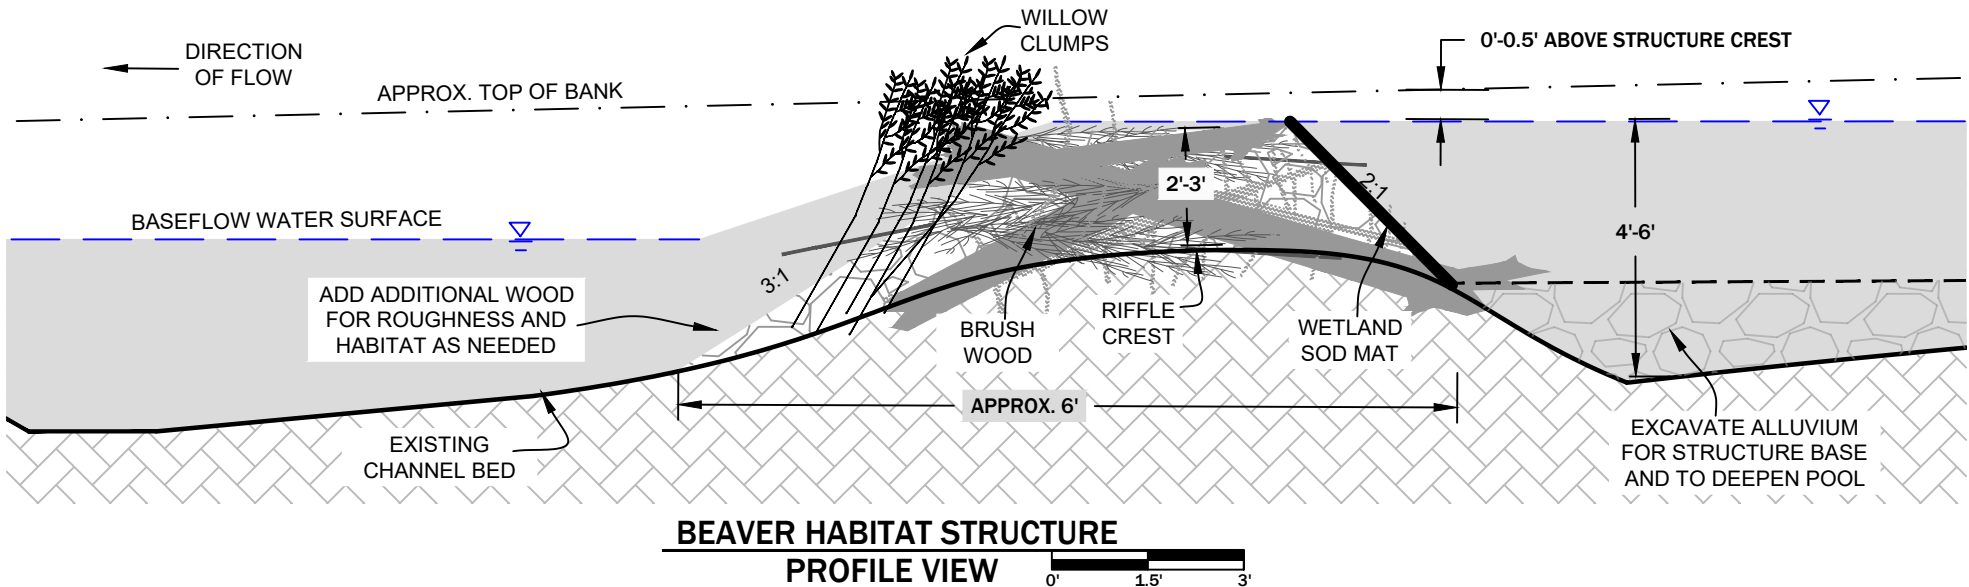 WILLOW
CLUMPS
DIRECTION
OF FLOW
0'-0.5' ABOVE STRUCTURE CREST
APPROX. TOP OF BANK
2'-3'
2:1
BASEFLOW WATER SURFACE
4'-6'
3:1
ADD ADDITIONAL WOOD
FOR ROUGHNESS AND
HABITAT AS NEEDED
BRUSH
WOOD
RIFFLE
CREST
WETLAND
SOD MAT
APPROX. 6'
EXISTING
CHANNEL BED
EXCAVATE ALLUVIUM
FOR STRUCTURE BASE
AND TO DEEPEN POOL
BEAVER HABITAT STRUCTURE
PROFILE VIEW
0' 1.5' 3'